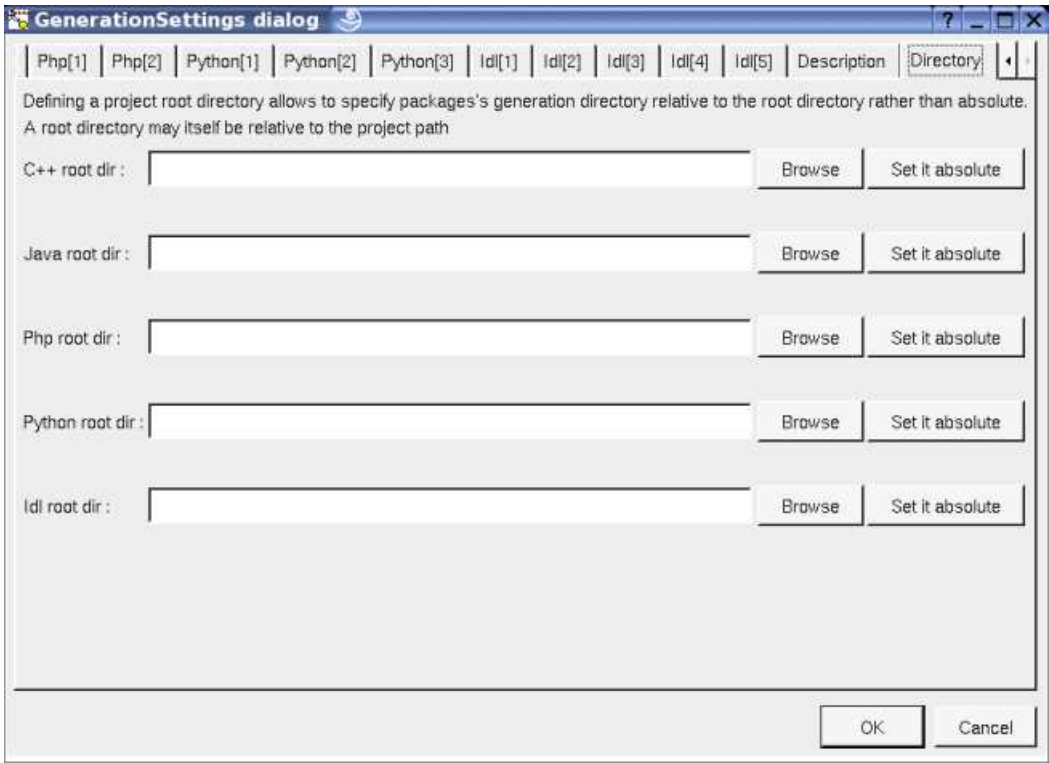 GenerationSettings dialog
Php[1] Php[2] Python[1] Python[2] Python[3] Idl[1] Idl[2] Idl[3] Idl[4] Idl[5] Description Directory
Defining a project root directory allows to specify packages's generation directory relative to the root directory rather than absolute.
A root directory may itself be relative to the project path
C++ root dir : Browse Set it absolute
Java root dir : Browse Set it absolute
Php root dir : Browse Set it absolute
Python root dir : Browse Set it absolute
Idl root dir : Browse Set it absolute
OK Cancel